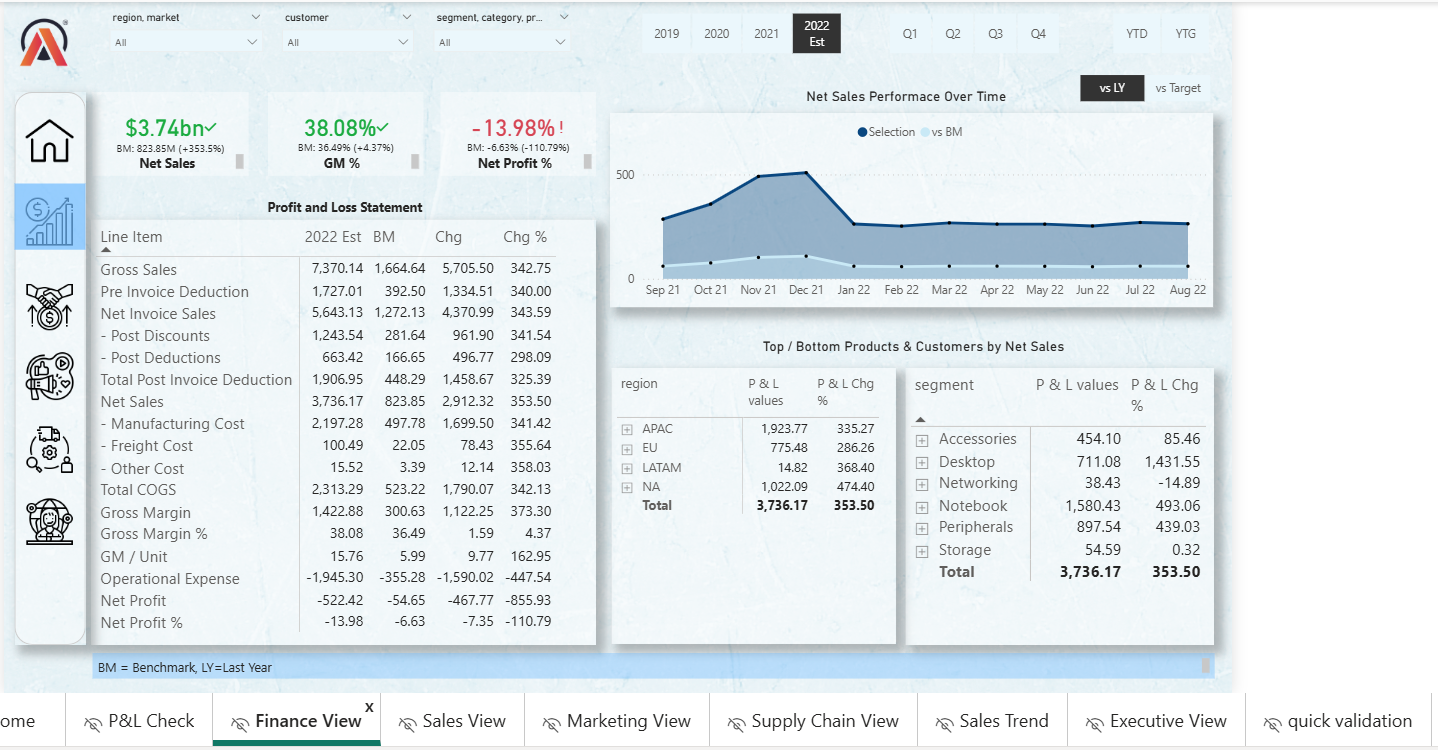 region, market
customer
segment, category, pr...
All
All
All
2019
2020
2021
2022 Est
Q1
Q2
Q3
Q4
YTD
YTG
vs LY
vs Target
$3.74bn
BM: 823.85M (+353.5%)
Net Sales
38.08%
BM: 36.49% (+4.37%)
GM %
-13.98%!
BM: -6.63% (-110.79%)
Net Profit %
Net Sales Performace Over Time
Selection
vs BM
500
0
Sep 21 Oct 21 Nov 21 Dec 21 Jan 22 Feb 22 Mar 22 Apr 22 May 22 Jun 22 Jul 22 Aug 22
Profit and Loss Statement
Line Item 2022 Est BM Chg Chg %
Gross Sales 7,370.14 1,664.64 5,705.50 342.75
Pre Invoice Deduction 1,727.01 392.50 1,334.51 340.00
Net Invoice Sales 5,643.13 1,272.13 4,370.99 343.59
- Post Discounts 1,243.54 281.64 961.90 341.54
- Post Deductions 663.42 166.65 496.77 298.09
Total Post Invoice Deduction 1,906.95 448.29 1,458.67 325.39
Net Sales 3,736.17 823.85 2,912.32 353.50
- Manufacturing Cost 2,197.28 497.78 1,699.50 341.42
- Freight Cost 100.49 22.05 78.43 355.64
- Other Cost 15.52 3.39 12.14 358.03
Total COGS 2,313.29 523.22 1,790.07 342.13
Gross Margin 1,422.88 300.63 1,122.25 373.30
Gross Margin % 38.08 36.49 1.59 4.37
GM / Unit 15.76 5.99 9.77 162.95
Operational Expense -1,945.30 -355.28 -1,590.02 -447.54
Net Profit -522.42 -54.65 -467.77 -855.93
Net Profit % -13.98 -6.63 -7.35 -110.79
Top / Bottom Products & Customers by Net Sales
region P & L values P & L Chg %
APAC 1,923.77 335.27
EU 775.48 286.26
LATAM 14.82 368.40
NA 1,022.09 474.40
Total 3,736.17 353.50
segment P & L values P & L Chg %
Accessories 454.10 85.46
Desktop 711.08 1,431.55
Networking 38.43 -14.89
Notebook 1,580.43 493.06
Peripherals 897.54 439.03
Storage 54.59 0.32
Total 3,736.17 353.50
BM = Benchmark, LY=Last Year
ome
P&L Check
Finance View x
Sales View
Marketing View
Supply Chain View
Sales Trend
Executive View
quick validation